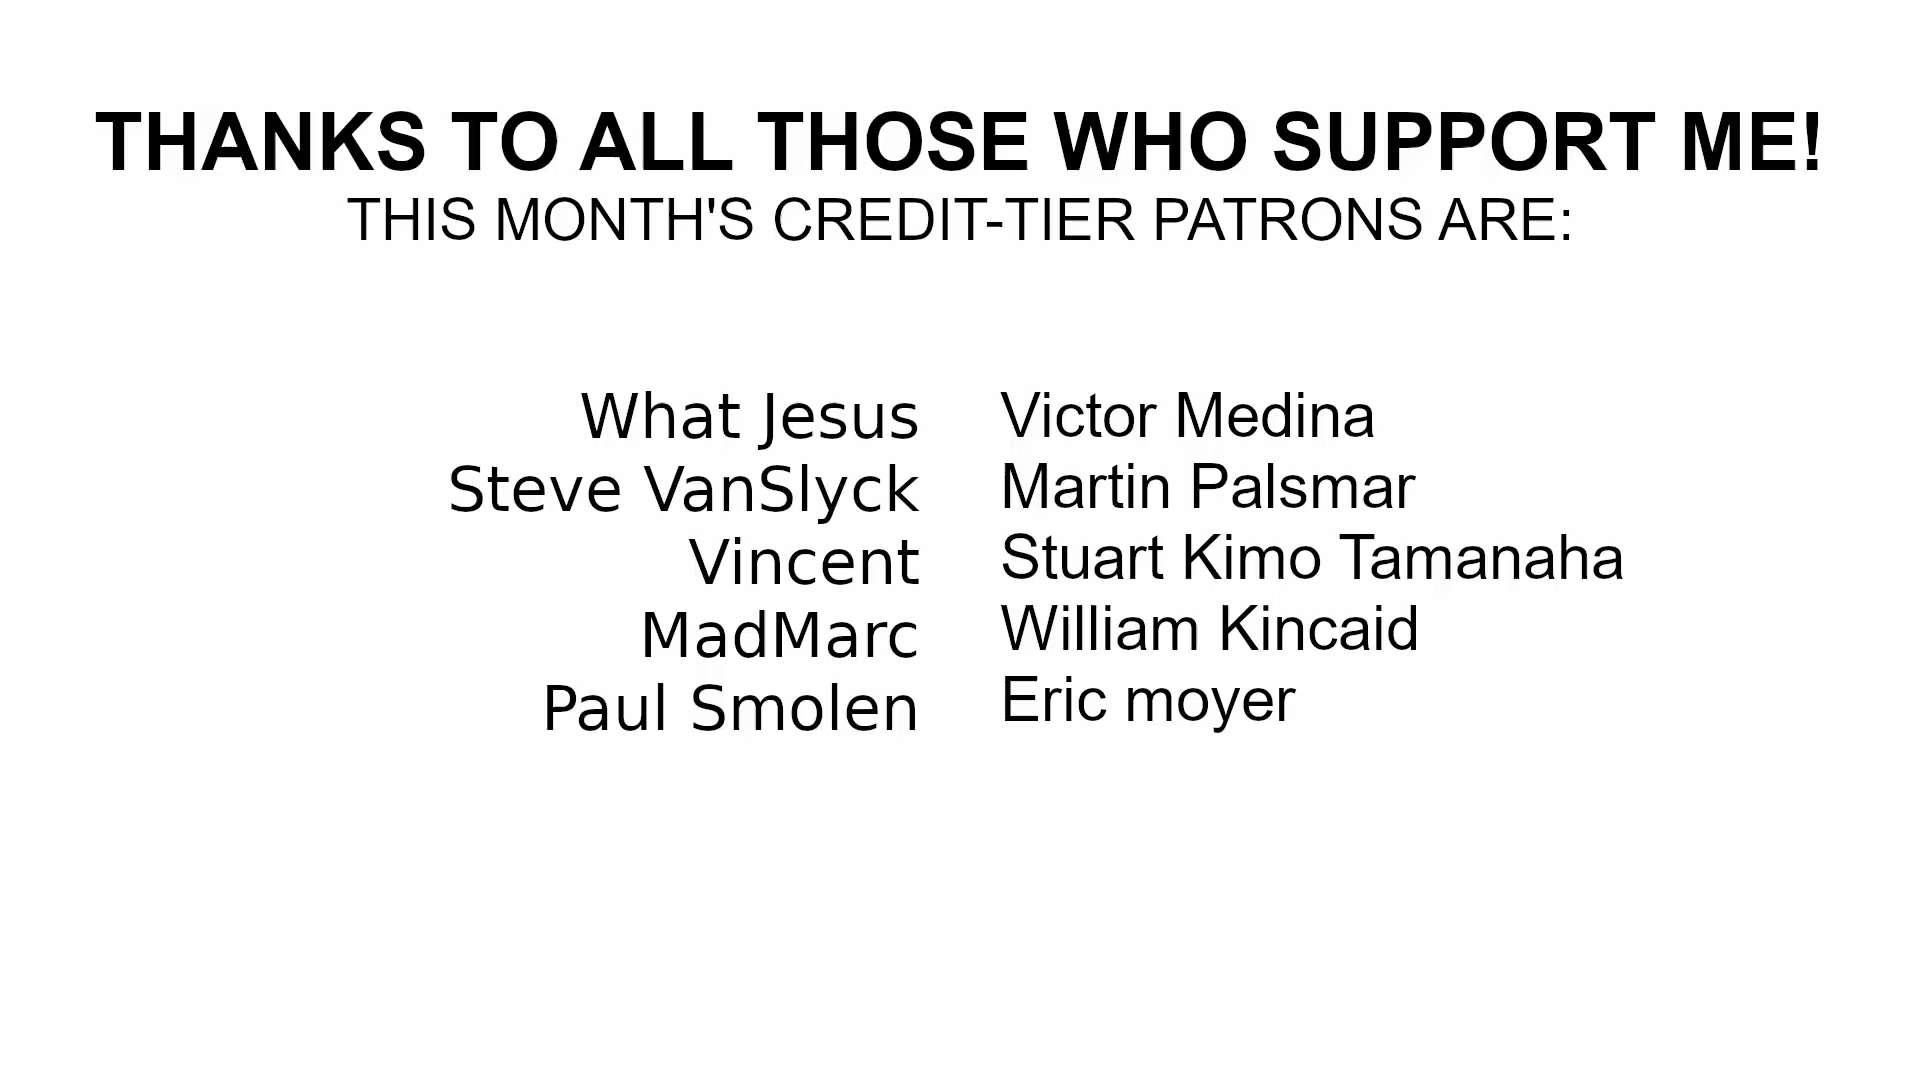 THANKS TO ALL THOSE WHO SUPPORT ME!
THIS MONTH'S CREDIT-TIER PATRONS ARE:
What Jesus
Steve VanSlyck
Vincent
MadMarc
Paul Smolen
Victor Medina
Martin Palsmar
Stuart Kimo Tamanaha
William Kincaid
Eric moyer